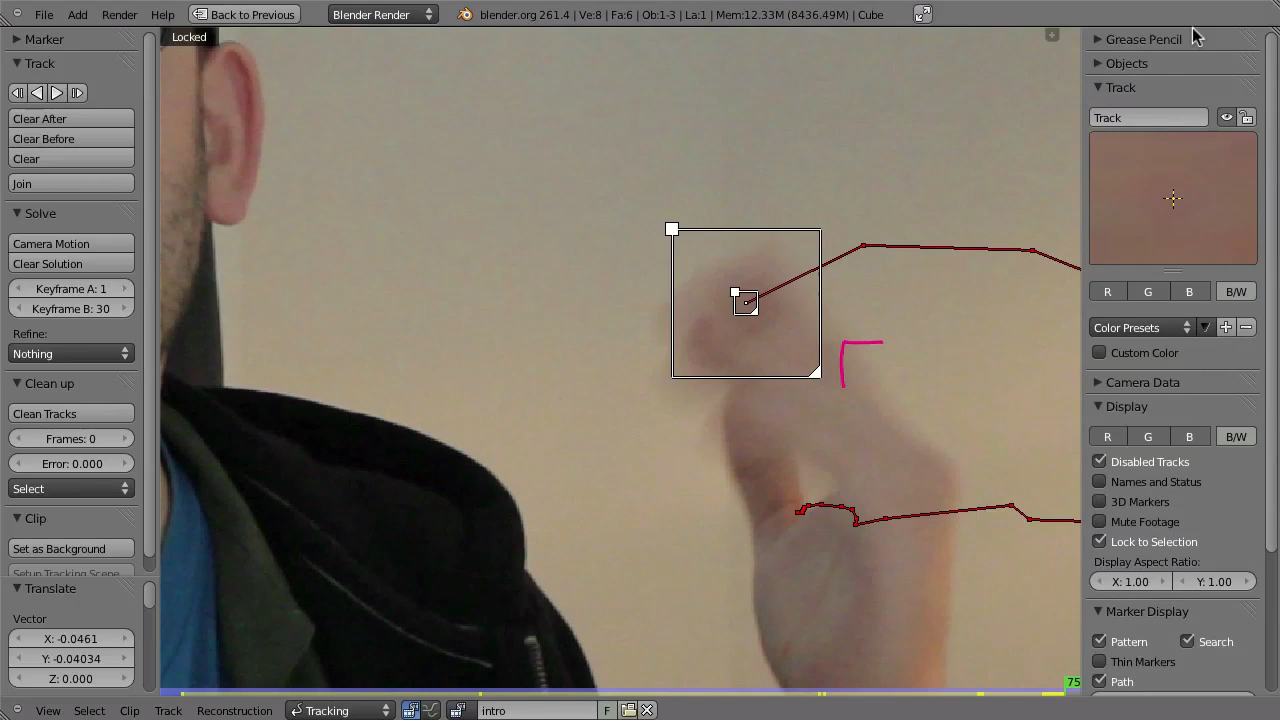 File Add Render Help Back to Previous Blender Render blender.org 261.4 | Ve:8 | Fa:6 | Ob:1-3 | La:1 | Mem:12.33M (8436.49M) | Cube
Locked
Marker
Track
Clear After
Clear Before
Clear
Join
Solve
Camera Motion
Camera Solution
Keyframe A: 1
Keyframe B: 30
Refine:
Nothing
Clean up
Clean Tracks
Frames: 0
Error: 0.000
Select
Clip
Set as Background
Setup Tracking Scene
Translate
Vector
X: -0.0461
Y: -0.04034
Z: 0.000
75
Grease Pencil
Objects
Track
Track
R G B B/W
Color Presets
Custom Color
Camera Data
Display
R G B B/W
Disabled Tracks
Names and Status
3D Markers
Mute Footage
Lock to Selection
Display Aspect Ratio:
X: 1.00 Y: 1.00
Marker Display
Pattern Search
Thin Markers
Path
View Select Clip Track Reconstruction Tracking intro F